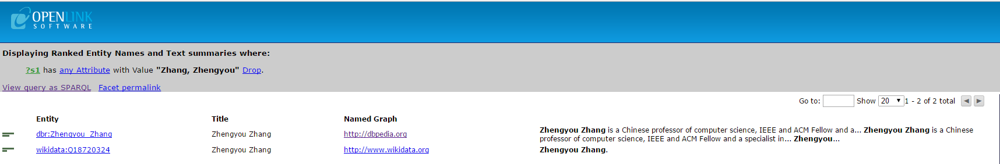 OPENLINK
SOFTWARE
Displaying Ranked Entity Names and Text summaries where:
?s1 has any Attribute with Value "Zhang, Zhengyou" Drop.
View query as SPARQL Facet permalink
Go to: Show 20 1 - 2 of 2 total
Entity Title Named Graph
dbr:Zhengyou_Zhang Zhengyou Zhang http://dbpedia.org Zhengyou Zhang is a Chinese professor of computer science, IEEE and ACM Fellow and a... Zhengyou Zhang is a Chinese
professor of computer science, IEEE and ACM Fellow and a specialist in... Zhengyou...
wikidata:Q18720324 Zhengyou Zhang http://www.wikidata.org Zhengyou Zhang.